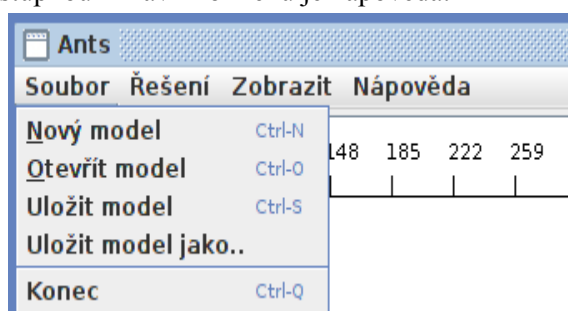 Ants
Soubor Řešení Zobrazit Nápověda
Nový model Ctrl-N
148 185 222 259
Otevřít model Ctrl-O
Uložit model Ctrl-S
Uložit model jako..
Konec Ctrl-Q